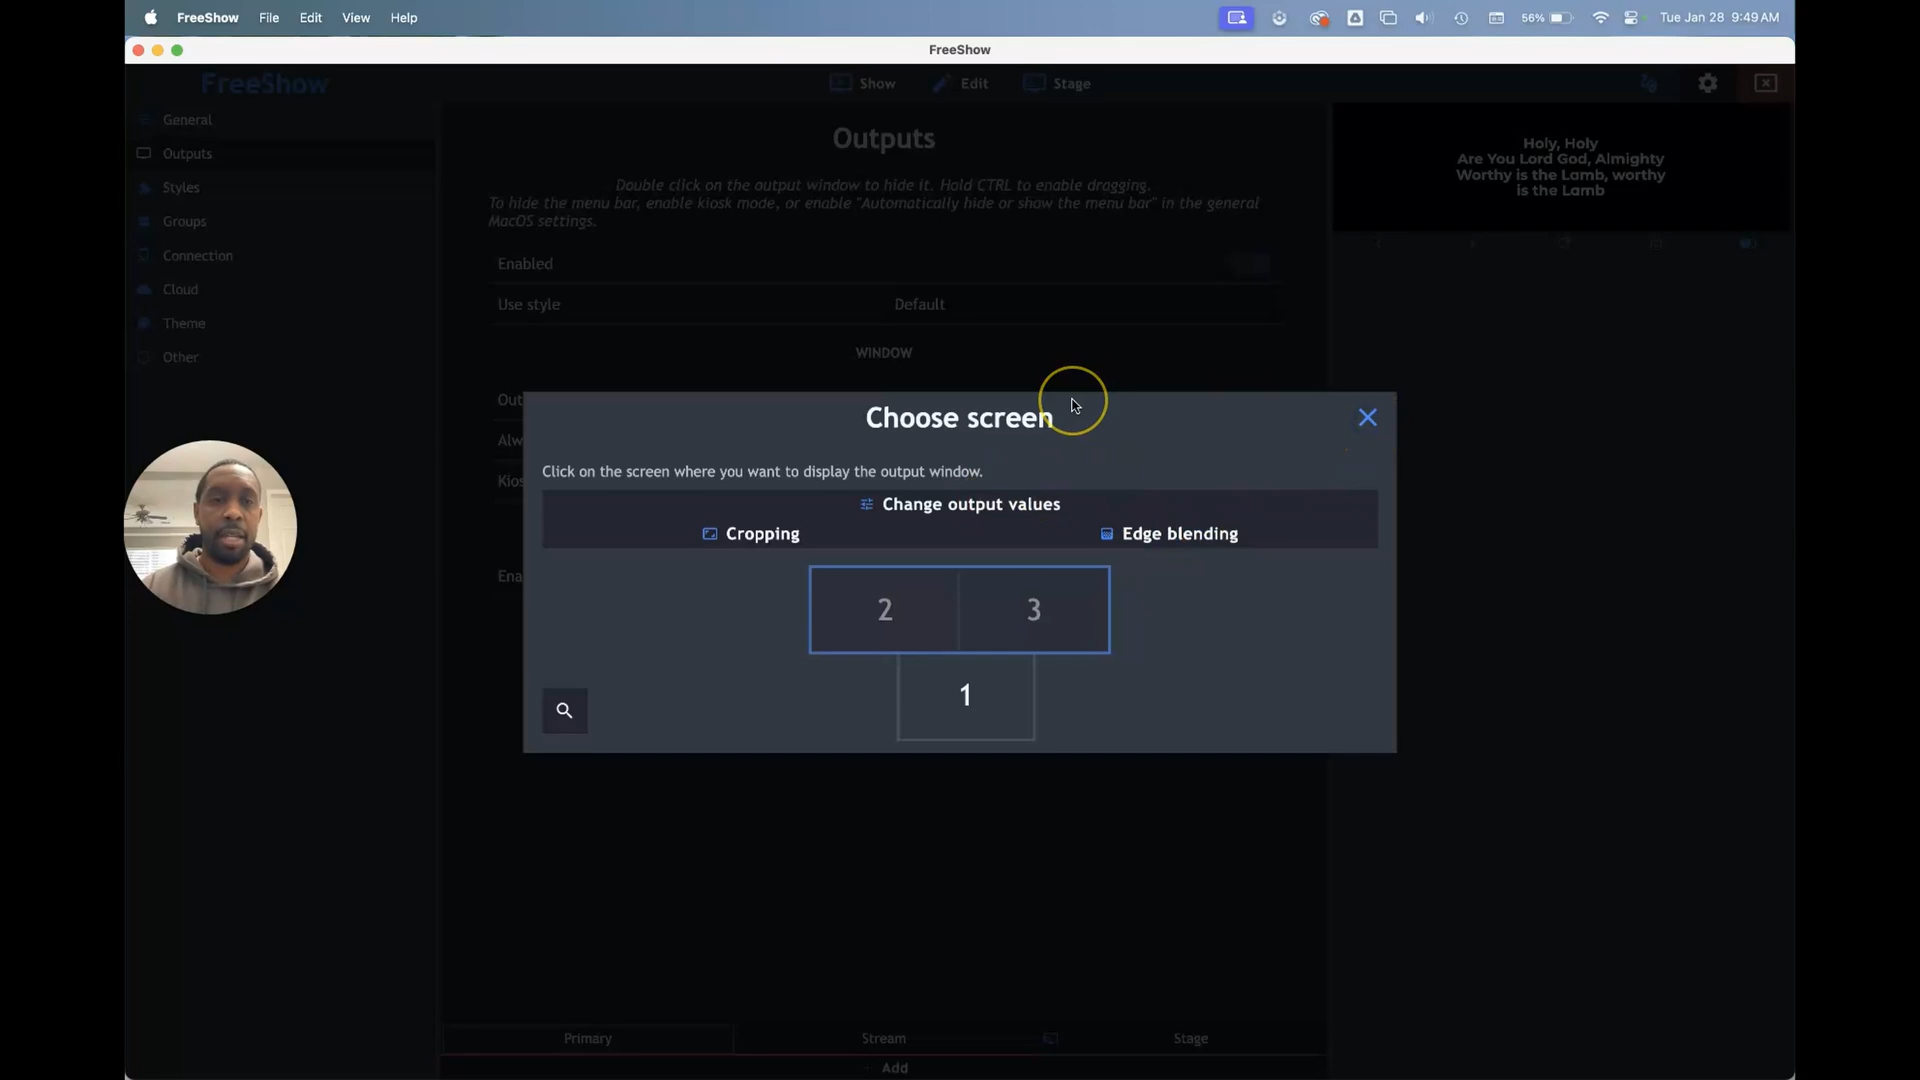 FreeShow File Edit View Help
56% Tue Jan 28 9:49 AM
FreeShow
FreeShow
Show Edit Stage
General
Outputs
Styles
Groups
Connection
Cloud
Theme
Other
Outputs
Double click on the output window to hide it. Hold CTRL to enable dragging.
To hide the menu bar, enable kiosk mode, or enable "Automatically hide or show the menu bar" in the general
MacOS settings.
Enabled
Use style Default
WINDOW
Out
Alw
Kios
Ena
Choose screen
Click on the screen where you want to display the output window.
Change output values
Cropping Edge blending
2 3
1
Holy, Holy
Are You Lord God, Almighty
Worthy is the Lamb, worthy
is the Lamb
Primary Stream Stage
Add